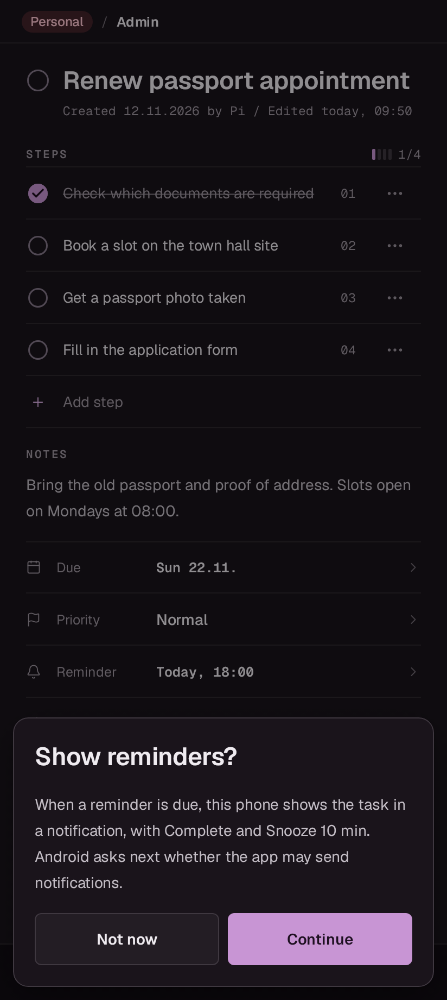 Personal / Admin
Renew passport appointment
Created 12.11.2026 by Pi / Edited today, 09:50
STEPS 1/4
Check which documents are required 01 ...
Book a slot on the town hall site 02 ...
Get a passport photo taken 03 ...
Fill in the application form 04 ...
+ Add step
NOTES
Bring the old passport and proof of address. Slots open
on Mondays at 08:00.
Due Sun 22.11.
Priority Normal
Reminder Today, 18:00
Show reminders?
When a reminder is due, this phone shows the task in
a notification, with Complete and Snooze 10 min.
Android asks next whether the app may send
notifications.
Not now Continue